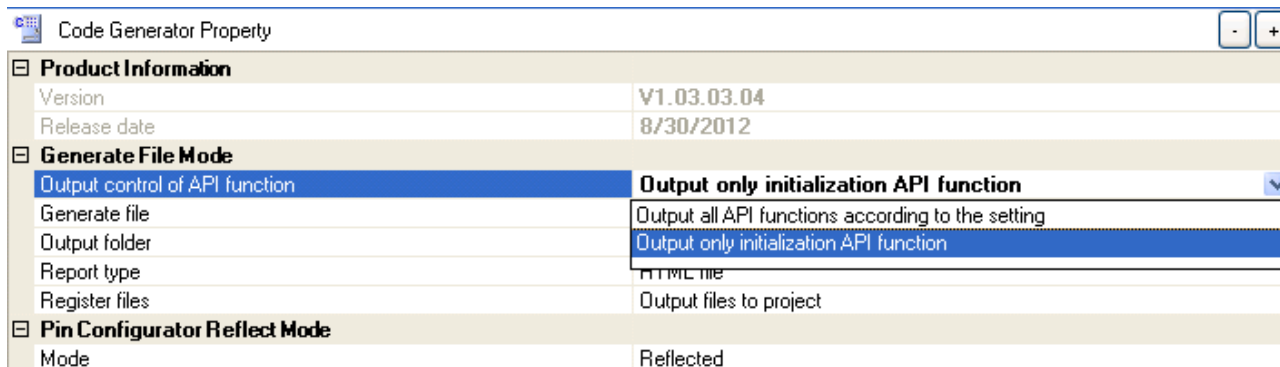 Code Generator Property - +
Product Information
Version V1.03.03.04
Release date 8/30/2012
Generate File Mode
Output control of API function Output only initialization API function
Generate file Output all API functions according to the setting
Output folder Output only initialization API function
Report type HTML file
Register files Output files to project
Pin Configurator Reflect Mode
Mode Reflected